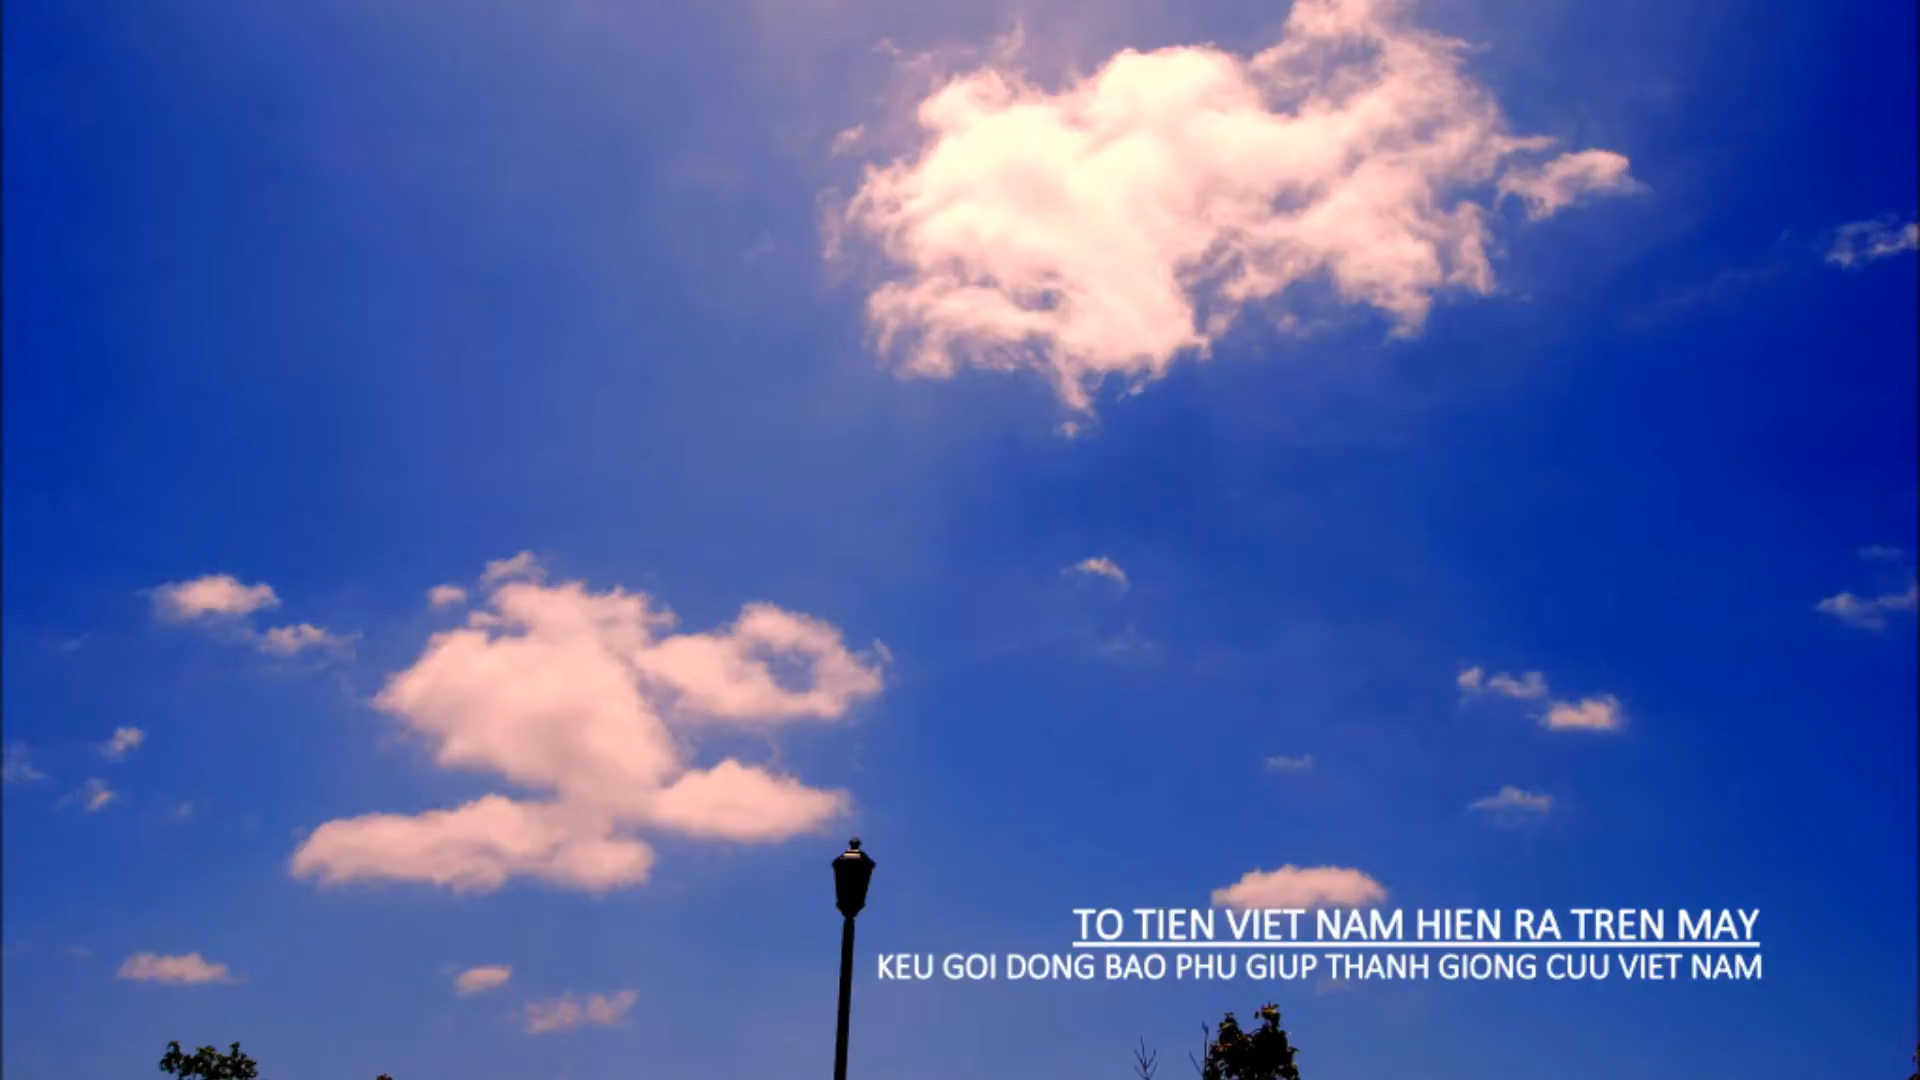 TO TIEN VIET NAM HIEN RA TREN MAY
KEU GOI DONG BAO PHU GIUP THANH GIONG CUU VIET NAM